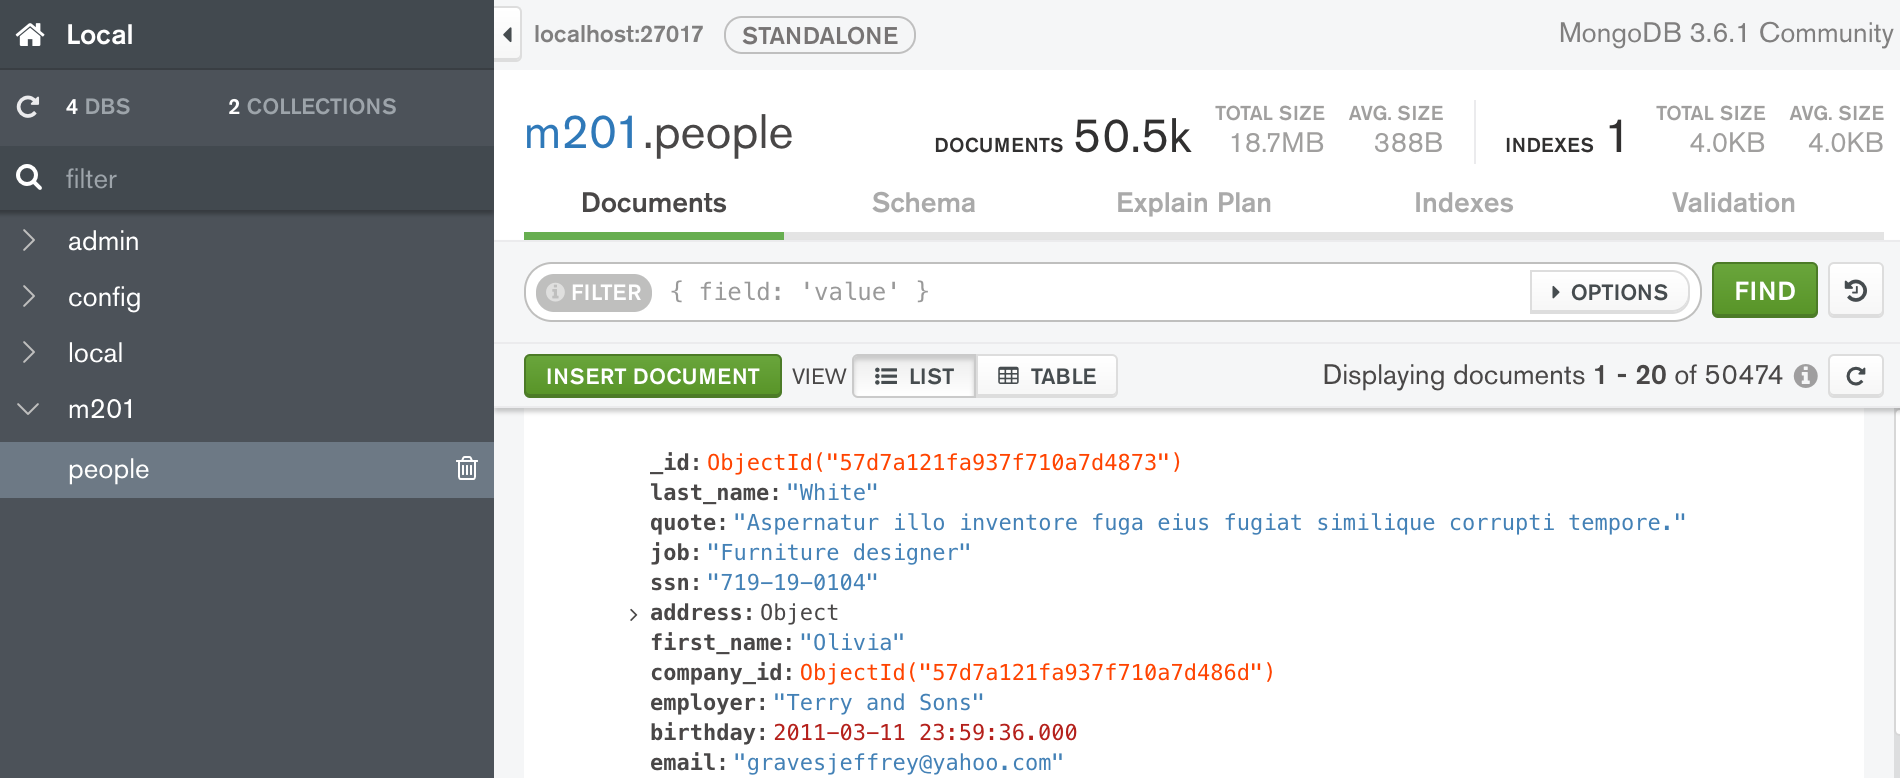 Local
4 DBS 2 COLLECTIONS
filter
admin
config
local
m201
people
localhost:27017 STANDALONE MongoDB 3.6.1 Community
m201.people
DOCUMENTS 50.5k TOTAL SIZE 18.7MB AVG. SIZE 388B INDEXES 1 TOTAL SIZE 4.0KB AVG. SIZE 4.0KB
Documents Schema Explain Plan Indexes Validation
FILTER { field: 'value' } OPTIONS FIND
INSERT DOCUMENT VIEW LIST TABLE Displaying documents 1 - 20 of 50474
_id: ObjectId("57d7a121fa937f710a7d4873")
last_name: "White"
quote: "Aspernatur illo inventore fuga eius fugiat similique corrupti tempore."
job: "Furniture designer"
ssn: "719-19-0104"
address: Object
first_name: "Olivia"
company_id: ObjectId("57d7a121fa937f710a7d486d")
employer: "Terry and Sons"
birthday: 2011-03-11 23:59:36.000
email: "gravesjeffrey@yahoo.com"